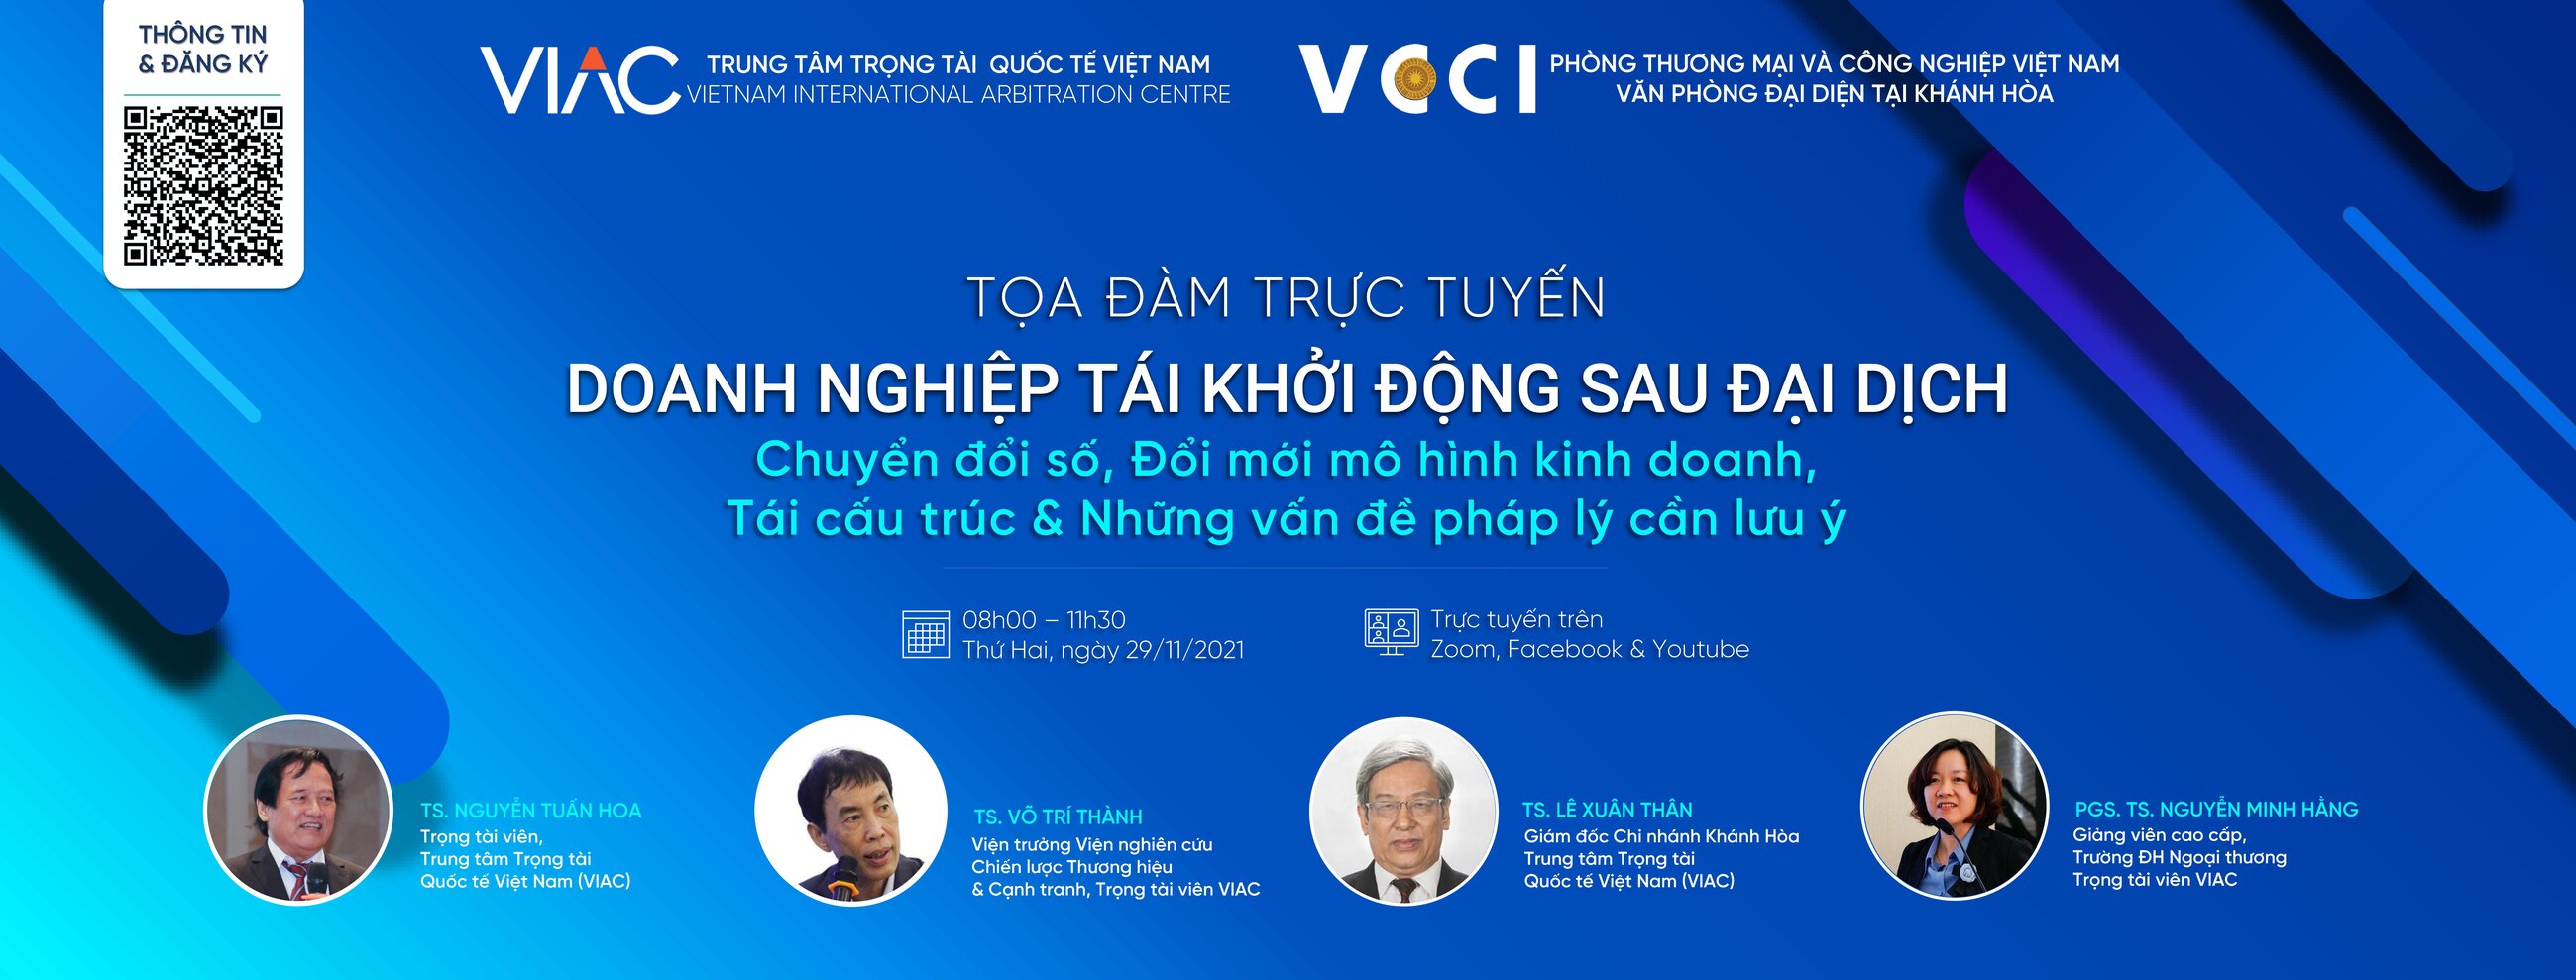 THÔNG TIN
& ĐĂNG KÝ
VIAC
TRUNG TÂM TRỌNG TÀI QUỐC TẾ VIỆT NAM
VIETNAM INTERNATIONAL ARBITRATION CENTRE
VCCI
PHÒNG THƯƠNG MẠI VÀ CÔNG NGHIỆP VIỆT NAM
VĂN PHÒNG ĐẠI DIỆN TẠI KHÁNH HÒA
TỌA ĐÀM TRỰC TUYẾN
DOANH NGHIỆP TÁI KHỞI ĐỘNG SAU ĐẠI DỊCH
Chuyển đổi số, Đổi mới mô hình kinh doanh,
Tái cấu trúc & Những vấn đề pháp lý cần lưu ý
08h00 – 11h30
Thứ Hai, ngày 29/11/2021
Trực tuyến trên
Zoom, Facebook & Youtube
TS. NGUYỄN TUẤN HOA
Trọng tài viên,
Trung tâm Trọng tài
Quốc tế Việt Nam (VIAC)
TS. VÕ TRÍ THÀNH
Viện trưởng Viện nghiên cứu
Chiến lược Thương hiệu
& Cạnh tranh, Trọng tài viên VIAC
TS. LÊ XUÂN THÂN
Giám đốc Chi nhánh Khánh Hòa
Trung tâm Trọng tài
Quốc tế Việt Nam (VIAC)
PGS. TS. NGUYỄN MINH HẰNG
Giảng viên cao cấp,
Trường ĐH Ngoại thương
Trọng tài viên VIAC